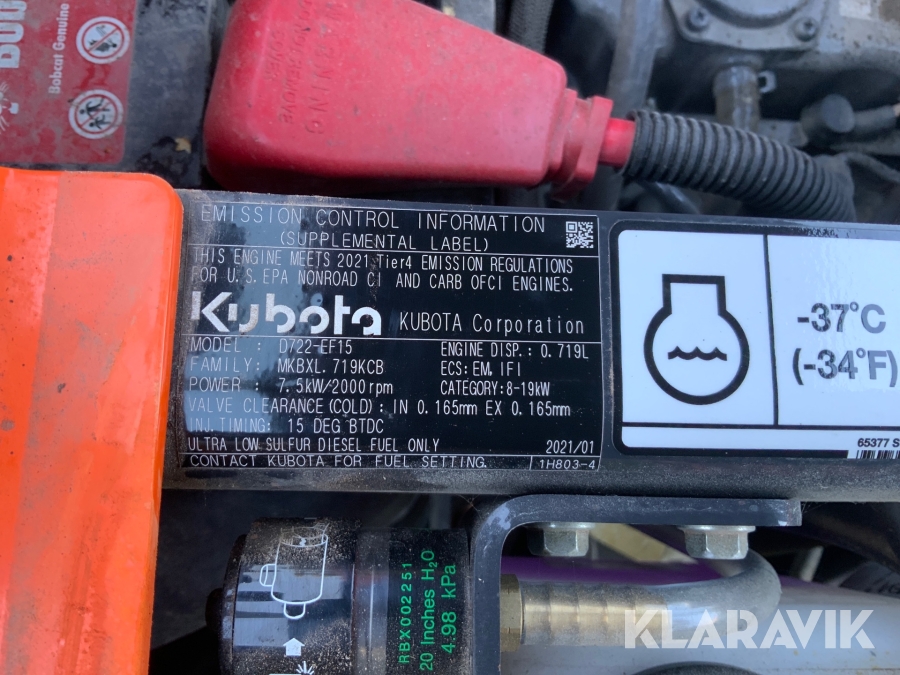 Bobcat Genuine
WARNING
EMISSION CONTROL INFORMATION
(SUPPLEMENTAL LABEL)
THIS ENGINE MEETS 2021 Tier4 EMISSION REGULATIONS
FOR U.S. EPA NONROAD CI AND CARB OFCI ENGINES.
Kubota KUBOTA Corporation
MODEL : D722-EF15 ENGINE DISP.: 0.719L
FAMILY: MKBXL.719KCB ECS: EM, IFI
POWER : 7.5kW/2000rpm CATEGORY: 8-19kW
VALVE CLEARANCE(COLD): IN 0.165mm EX 0.165mm
INJ. TIMING: 15 DEG BTDC
ULTRA LOW SULFUR DIESEL FUEL ONLY 2021/01
CONTACT KUBOTA FOR FUEL SETTING. 1H803-4
-37°C
(-34°F)
65377 S
RBX002251
20 Inches H₂O
4.98 kPa
KLARAVIK